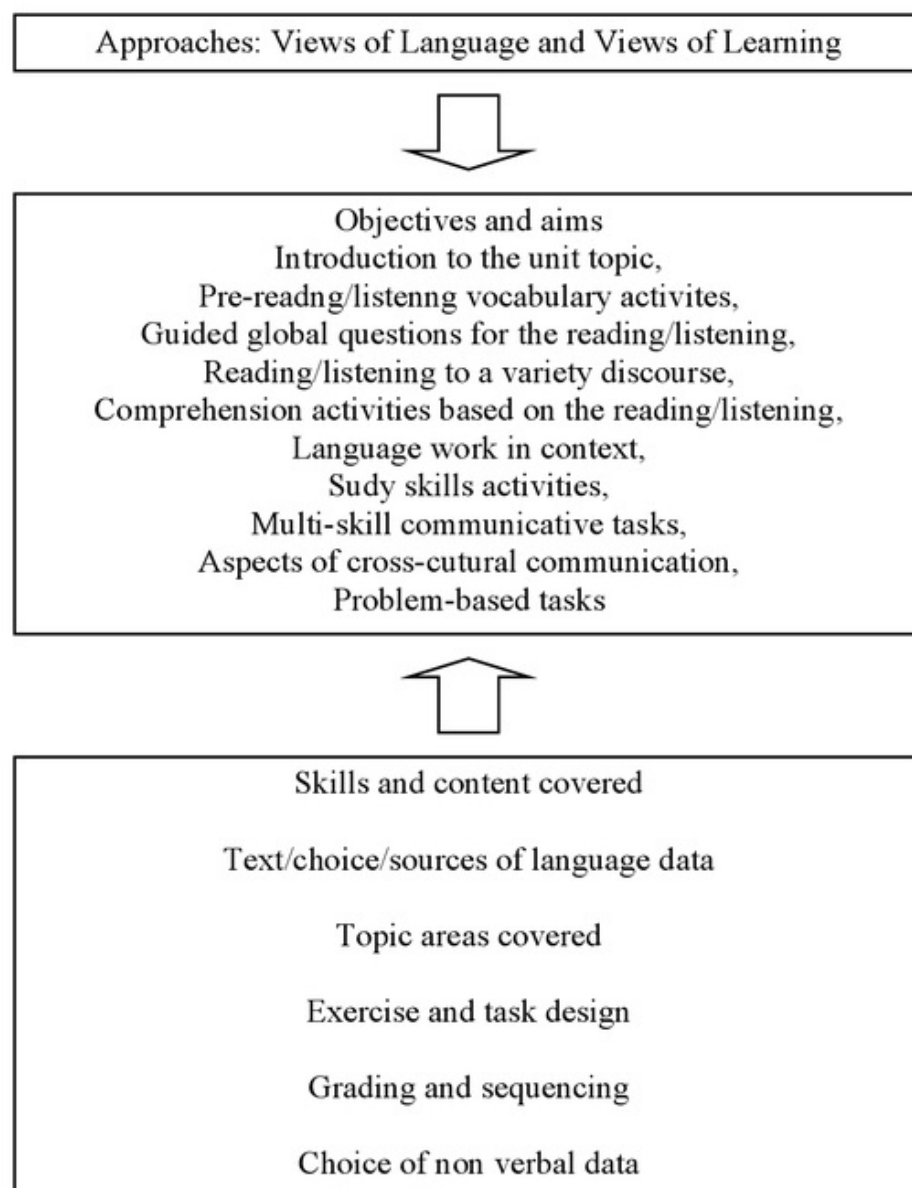 Approaches: Views of Language and Views of Learning
Objectives and aims
Introduction to the unit topic,
Pre-readng/listenng vocabulary activites,
Guided global questions for the reading/listening,
Reading/listening to a variety discourse,
Comprehension activities based on the reading/listening,
Language work in context,
Sudy skills activities,
Multi-skill communicative tasks,
Aspects of cross-cutural communication,
Problem-based tasks
Skills and content covered
Text/choice/sources of language data
Topic areas covered
Exercise and task design
Grading and sequencing
Choice of non verbal data